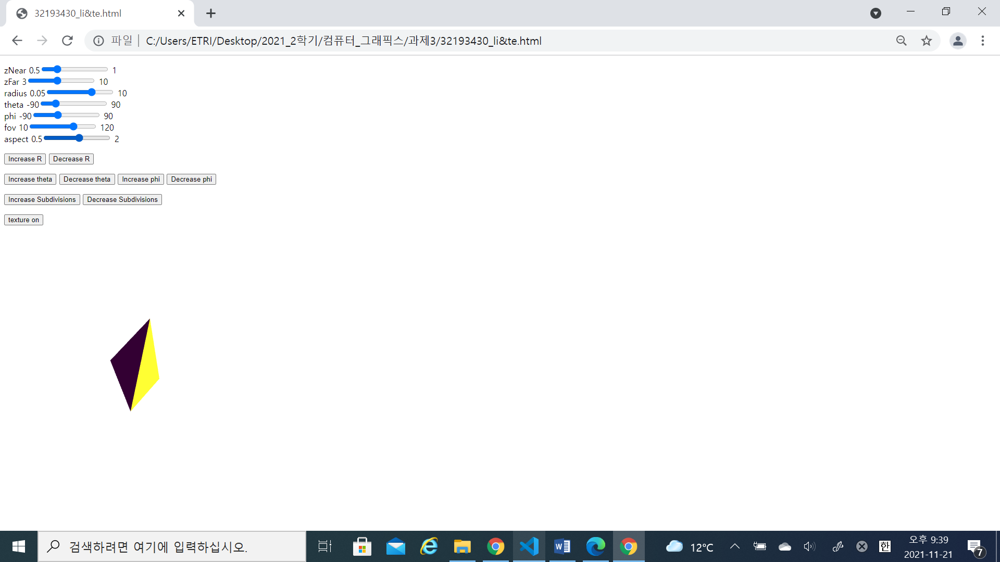 32193430_li&te.html
파일 C:/Users/ETRI/Desktop/2021_2학기/컴퓨터_그래픽스/과제3/32193430_li&te.html
zNear 0.5 1
zFar 3 10
radius 0.05 10
theta -90 90
phi -90 90
fov 10 120
aspect 0.5 2
Increase R Decrease R
Increase theta Decrease theta Increase phi Decrease phi
Increase Subdivisions Decrease Subdivisions
texture on
검색하려면 여기에 입력하십시오.
12°C
한
오후 9:39
2021-11-21
7